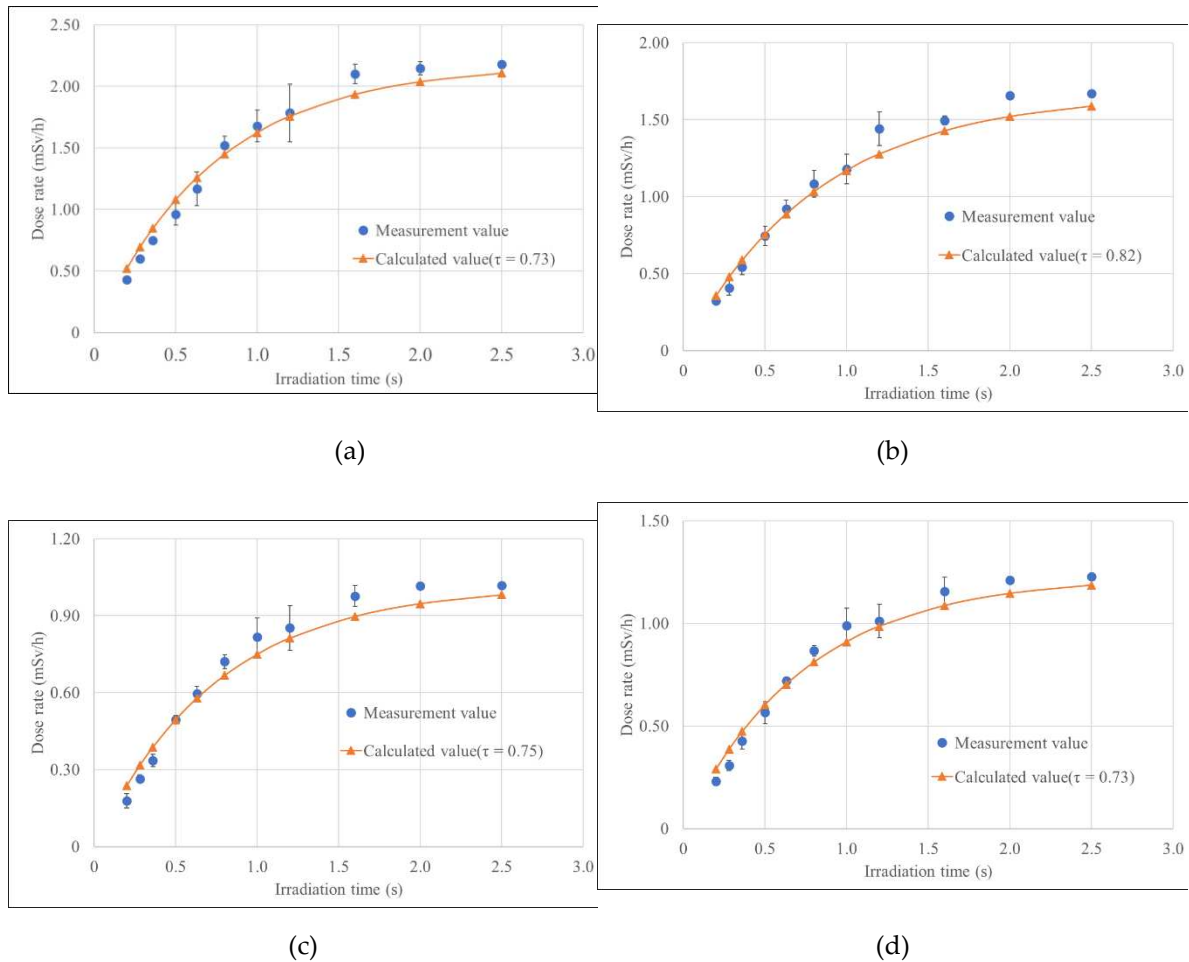 2.50
2.00
1.50
1.00
0.50
0
Dose rate (mSv/h)
Measurement value
Calculated value(τ = 0.73)
0 0.5 1.0 1.5 2.0 2.5 3.0
Irradiation time (s)
(a)
2.00
1.50
1.00
0.50
0
Dose rate (mSv/h)
Measurement value
Calculated value(τ = 0.82)
0 0.5 1.0 1.5 2.0 2.5 3.0
Irradiation time (s)
(b)
1.20
0.90
0.60
0.30
0
Dose rate (mSv/h)
Measurement value
Calculated value(τ = 0.75)
0 0.5 1.0 1.5 2.0 2.5 3.0
Irradiation time (s)
(c)
1.50
1.00
0.50
0
Dose rate (mSv/h)
Measurement value
Calculated value(τ = 0.73)
0 0.5 1.0 1.5 2.0 2.5 3.0
Irradiation time (s)
(d)